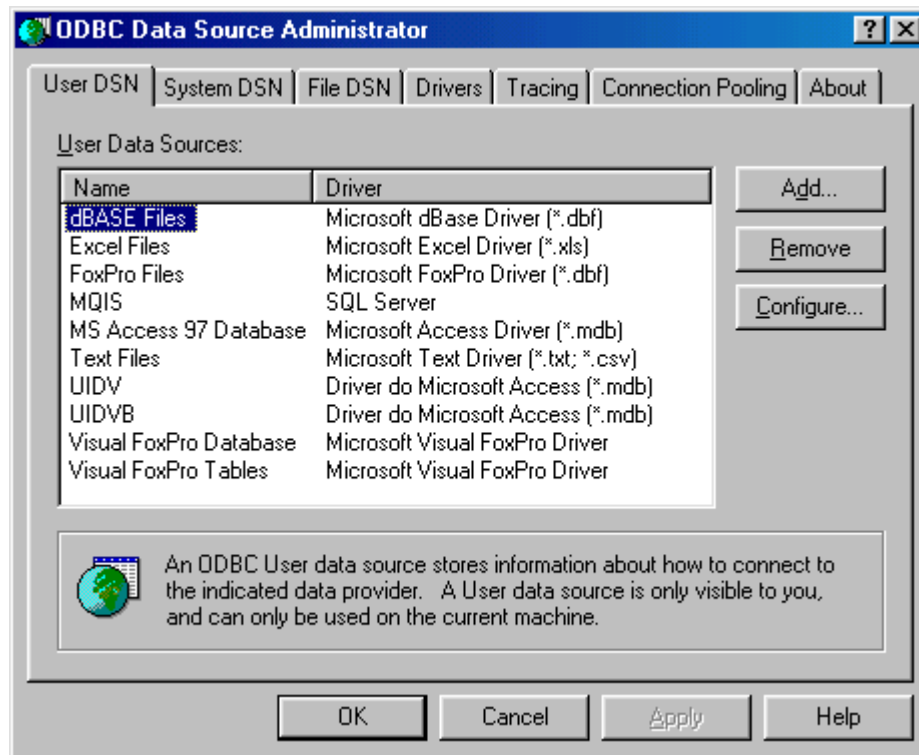 ODBC Data Source Administrator
User DSN System DSN File DSN Drivers Tracing Connection Pooling About
User Data Sources:
Name Driver
dBASE Files Microsoft dBase Driver (*.dbf)
Excel Files Microsoft Excel Driver (*.xls)
FoxPro Files Microsoft FoxPro Driver (*.dbf)
MQIS SQL Server
MS Access 97 Database Microsoft Access Driver (*.mdb)
Text Files Microsoft Text Driver (*.txt; *.csv)
UIDV Driver do Microsoft Access (*.mdb)
UIDVB Driver do Microsoft Access (*.mdb)
Visual FoxPro Database Microsoft Visual FoxPro Driver
Visual FoxPro Tables Microsoft Visual FoxPro Driver
Add...
Remove
Configure...
An ODBC User data source stores information about how to connect to
the indicated data provider. A User data source is only visible to you,
and can only be used on the current machine.
OK Cancel Apply Help